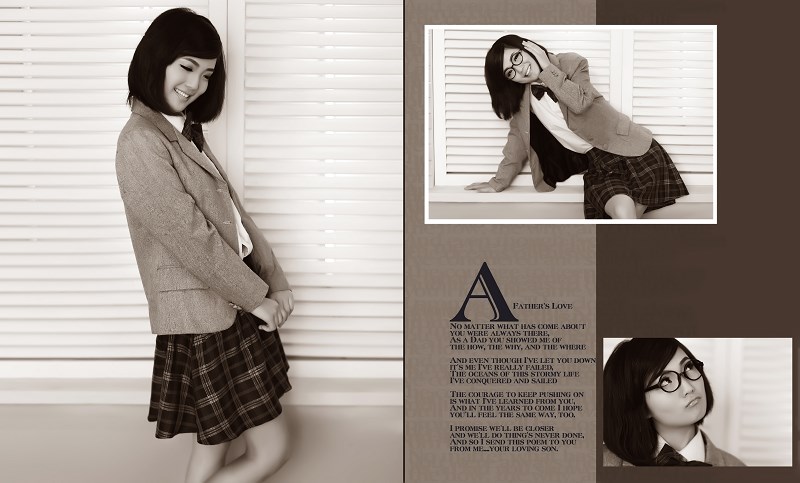 A Father's Love
No matter what has come about
you were always there,
As a Dad you showed me of
the how, the why, and the where
And even though I've let you down
it's me I've really failed,
The oceans of this stormy life
I've conquered and sailed
The courage to keep pushing on
is what I've learned from you,
And in the years to come I hope
you'll feel the same way, too.
I promise we'll be closer
and we'll do thing's never done,
And so I send this poem to you
from me...your loving son.